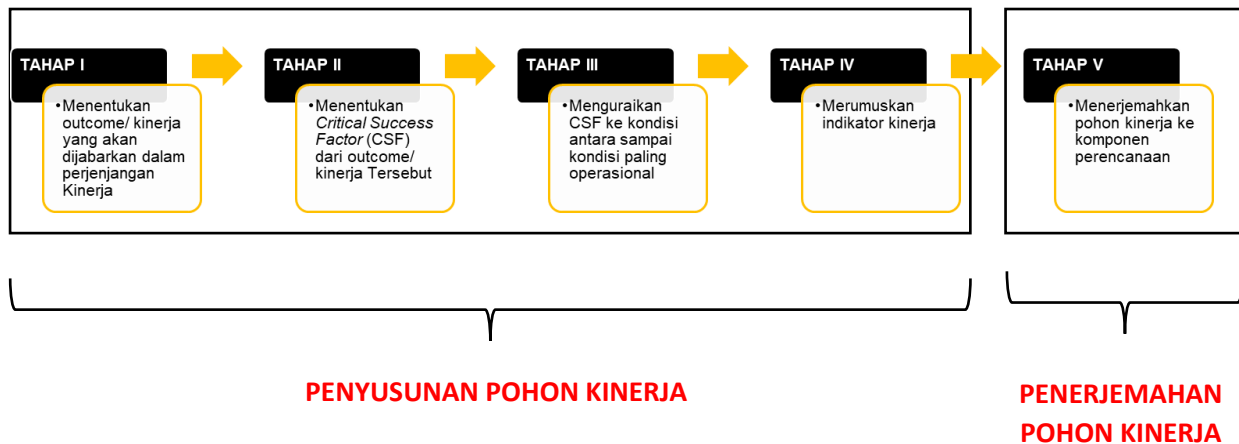 TAHAP I
•Menentukan
outcome/ kinerja
yang akan
dijabarkan dalam
perjenjangan
Kinerja
TAHAP II
•Menentukan
Critical Success
Factor (CSF)
dari outcome/
kinerja Tersebut
TAHAP III
•Menguraikan
CSF ke kondisi
antara sampai
kondisi paling
operasional
TAHAP IV
•Merumuskan
indikator kinerja
TAHAP V
•Menerjemahkan
pohon kinerja ke
komponen
perencanaan
PENYUSUNAN POHON KINERJA
PENERJEMAHAN
POHON KINERJA